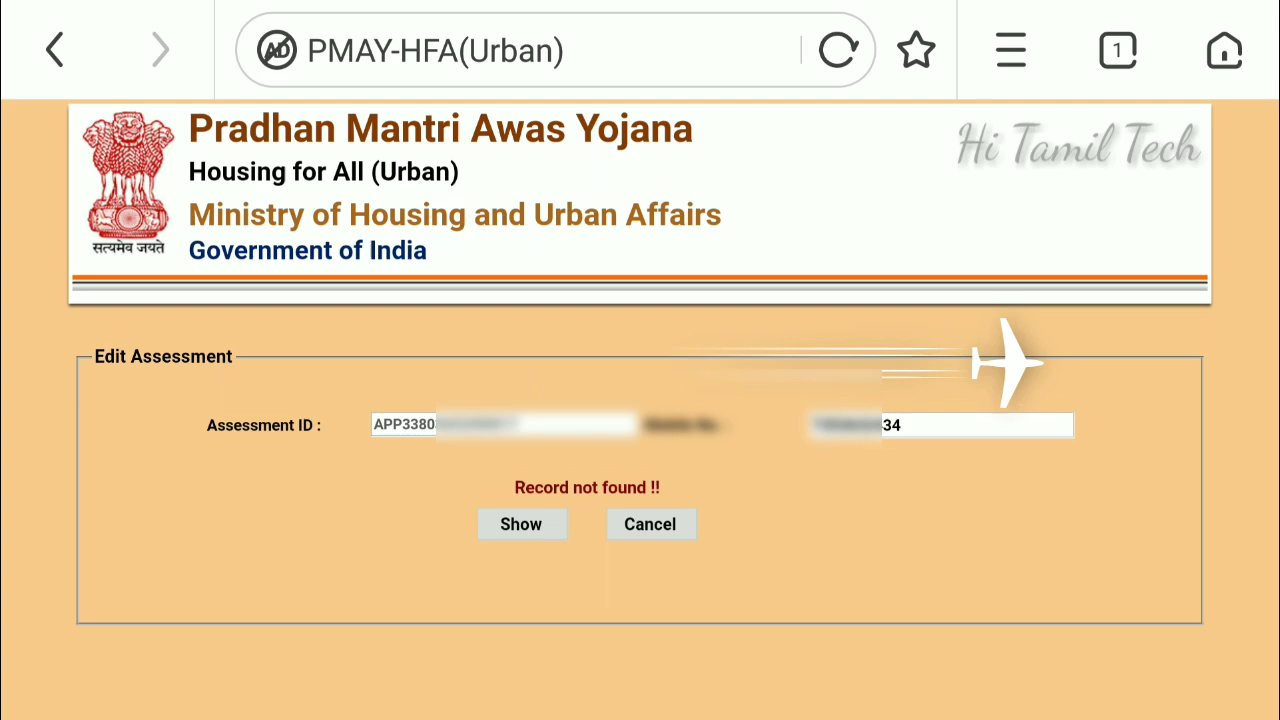 PMAY-HFA(Urban)
1
Pradhan Mantri Awas Yojana
Hi Tamil Tech
Housing for All (Urban)
Ministry of Housing and Urban Affairs
सत्यमेव जयते
Government of India
Edit Assessment
Assessment ID :
APP3380
34
Record not found !!
Show
Cancel